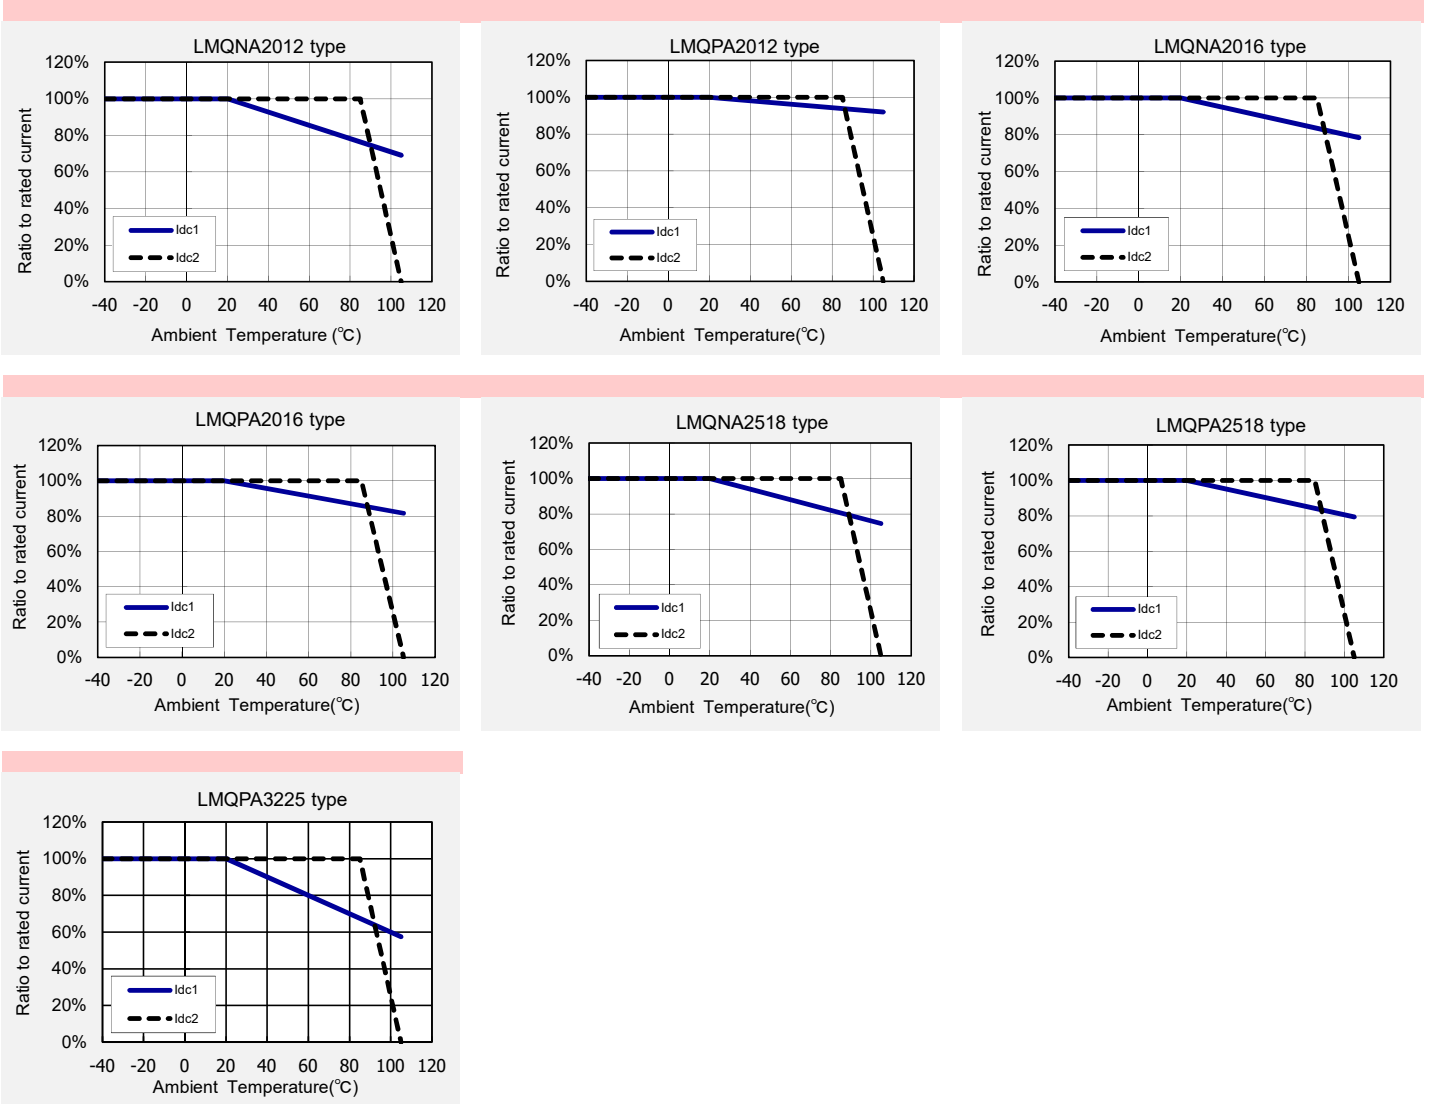 LMQNA2012 type
120%
100%
80%
60%
40%
20%
0%
Ratio to rated current
Idc1
Idc2
-40 -20 0 20 40 60 80 100 120
Ambient Temperature (℃)
LMQPA2012 type
120%
100%
80%
60%
40%
20%
0%
Ratio to rated current
Idc1
Idc2
-40 -20 0 20 40 60 80 100 120
Ambient Temperature(℃)
LMQNA2016 type
120%
100%
80%
60%
40%
20%
0%
Ratio to rated current
Idc1
Idc2
-40 -20 0 20 40 60 80 100 120
Ambient Temperature(℃)
LMQPA2016 type
120%
100%
80%
60%
40%
20%
0%
Ratio to rated current
Idc1
Idc2
-40 -20 0 20 40 60 80 100 120
Ambient Temperature(℃)
LMQNA2518 type
120%
100%
80%
60%
40%
20%
0%
Ratio to rated current
Idc1
Idc2
-40 -20 0 20 40 60 80 100 120
Ambient Temperature(℃)
LMQPA2518 type
120%
100%
80%
60%
40%
20%
0%
Ratio to rated current
Idc1
Idc2
-40 -20 0 20 40 60 80 100 120
Ambient Temperature(℃)
LMQPA3225 type
120%
100%
80%
60%
40%
20%
0%
Ratio to rated current
Idc1
Idc2
-40 -20 0 20 40 60 80 100 120
Ambient Temperature(℃)